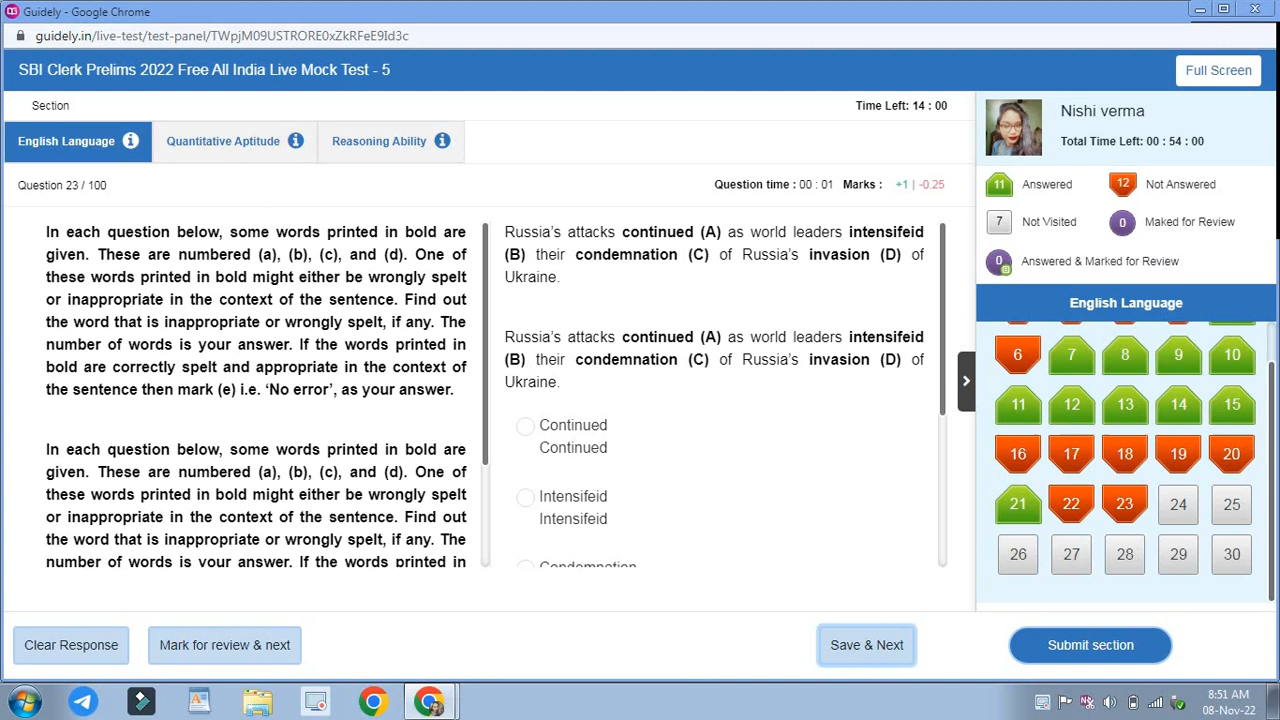 Guidely - Google Chrome
guidely.in/live-test/test-panel/TWpjM09USTRORE0xZkRFeE9Id3c
SBI Clerk Prelims 2022 Free All India Live Mock Test - 5
Full Screen
Section
Time Left: 14 : 00
English Language
Quantitative Aptitude
Reasoning Ability
Question 23 / 100
Question time : 00 : 01 Marks : +1 | -0.25
In each question below, some words printed in bold are
given. These are numbered (a), (b), (c), and (d). One of
these words printed in bold might either be wrongly spelt
or inappropriate in the context of the sentence. Find out
the word that is inappropriate or wrongly spelt, if any. The
number of words is your answer. If the words printed in
bold are correctly spelt and appropriate in the context of
the sentence then mark (e) i.e. ‘No error’, as your answer.
In each question below, some words printed in bold are
given. These are numbered (a), (b), (c), and (d). One of
these words printed in bold might either be wrongly spelt
or inappropriate in the context of the sentence. Find out
the word that is inappropriate or wrongly spelt, if any. The
number of words is your answer. If the words printed in
Russia’s attacks continued (A) as world leaders intensifeid
(B) their condemnation (C) of Russia’s invasion (D) of
Ukraine.
Russia’s attacks continued (A) as world leaders intensifeid
(B) their condemnation (C) of Russia’s invasion (D) of
Ukraine.
Continued
Continued
Intensifeid
Intensifeid
Condemnation
Nishi verma
Total Time Left: 00 : 54 : 00
11 Answered
12 Not Answered
7 Not Visited
0 Maked for Review
0 Answered & Marked for Review
English Language
6 7 8 9 10
11 12 13 14 15
16 17 18 19 20
21 22 23 24 25
26 27 28 29 30
Clear Response
Mark for review & next
Save & Next
Submit section
8:51 AM
08-Nov-22